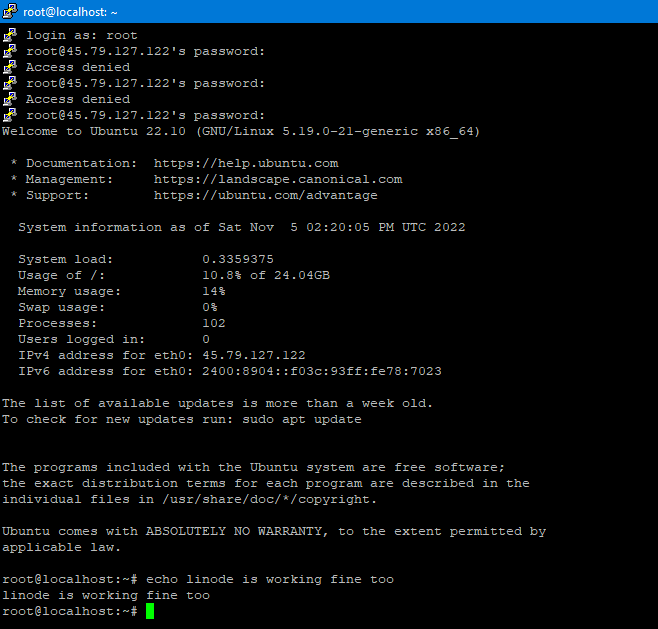 root@localhost: ~
login as: root
root@45.79.127.122's password:
Access denied
root@45.79.127.122's password:
Access denied
root@45.79.127.122's password:
Welcome to Ubuntu 22.10 (GNU/Linux 5.19.0-21-generic x86_64)
* Documentation:  https://help.ubuntu.com
* Management:     https://landscape.canonical.com
* Support:        https://ubuntu.com/advantage
System information as of Sat Nov  5 02:20:05 PM UTC 2022
System load:           0.3359375
Usage of /:            10.8% of 24.04GB
Memory usage:          14%
Swap usage:            0%
Processes:             102
Users logged in:       0
IPv4 address for eth0: 45.79.127.122
IPv6 address for eth0: 2400:8904::f03c:93ff:fe78:7023
The list of available updates is more than a week old.
To check for new updates run: sudo apt update
The programs included with the Ubuntu system are free software;
the exact distribution terms for each program are described in the
individual files in /usr/share/doc/*/copyright.
Ubuntu comes with ABSOLUTELY NO WARRANTY, to the extent permitted by
applicable law.
root@localhost:~# echo linode is working fine too
linode is working fine too
root@localhost:~#